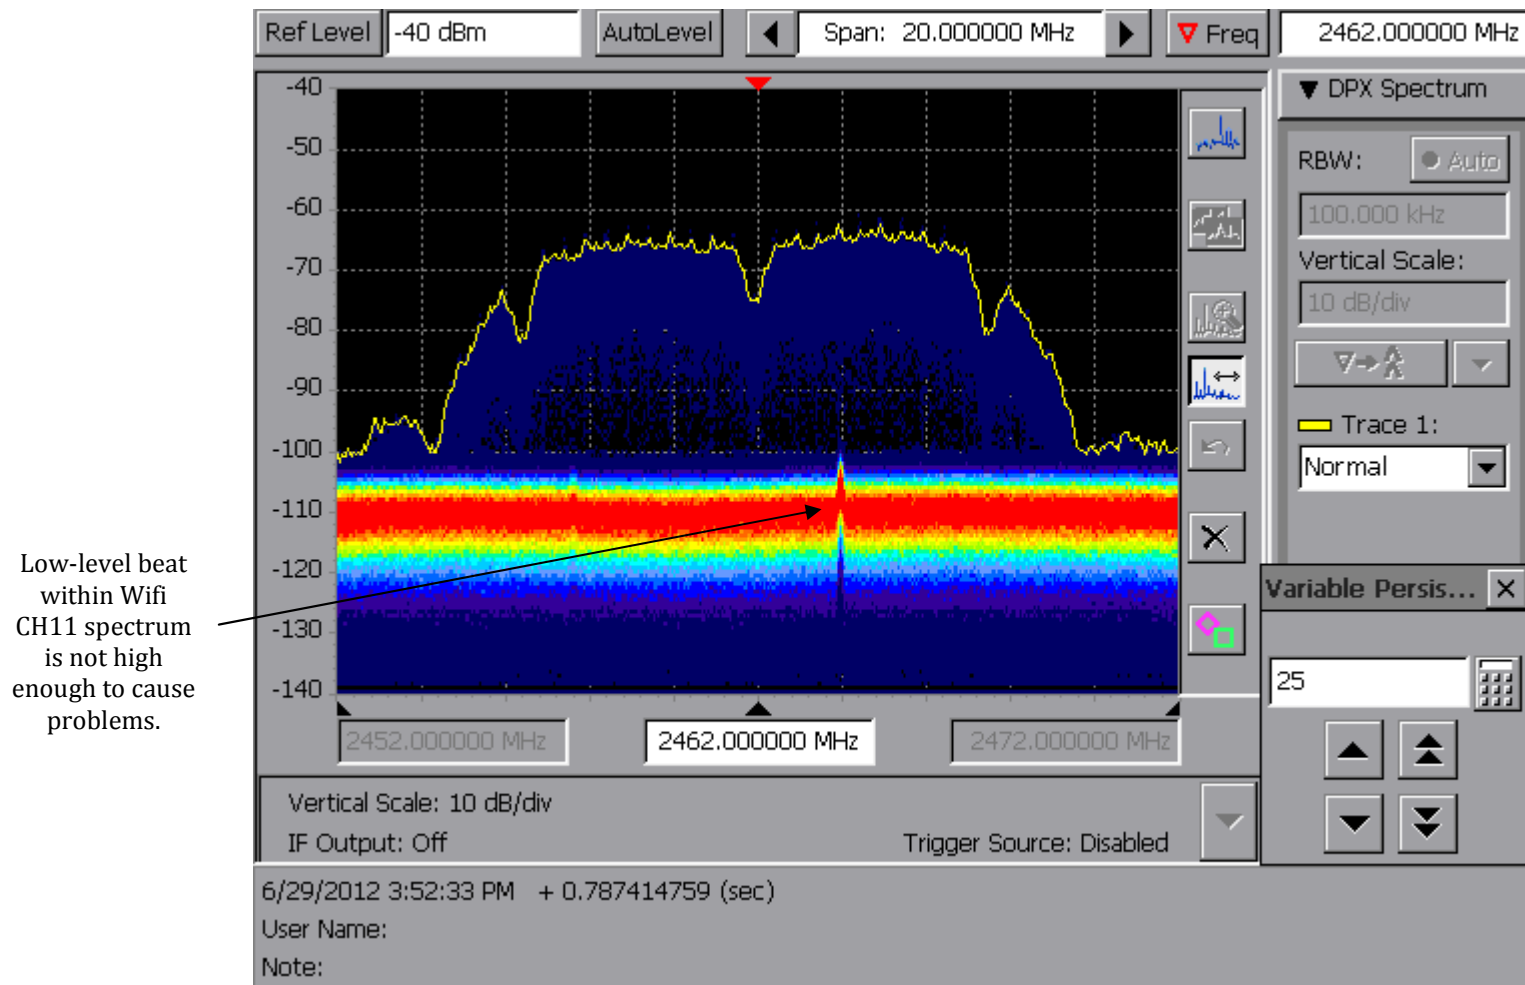 Ref Level -40 dBm AutoLevel Span: 20.000000 MHz Freq 2462.000000 MHz
DPX Spectrum
RBW: Auto
100.000 kHz
Vertical Scale:
10 dB/div
Trace 1:
Normal
-40
-50
-60
-70
-80
-90
-100
-110
-120
-130
-140
Low-level beat
within Wifi
CH11 spectrum
is not high
enough to cause
problems.
2452.000000 MHz 2462.000000 MHz 2472.000000 MHz
Variable Persis...
25
Vertical Scale: 10 dB/div
IF Output: Off Trigger Source: Disabled
6/29/2012 3:52:33 PM + 0.787414759 (sec)
User Name:
Note: